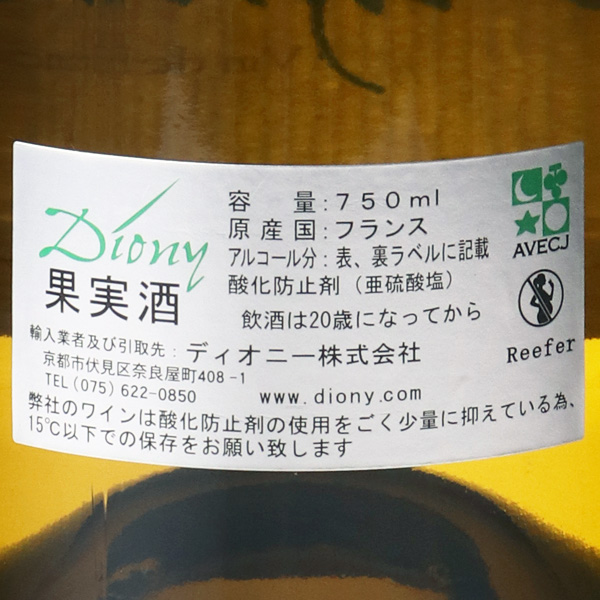 Diony
果実酒
容　量:750ml
原産国:フランス
アルコール分:表、裏ラベルに記載
酸化防止剤（亜硫酸塩）
飲酒は20歳になってから
輸入業者及び引取先:ディオニー株式会社
京都市伏見区奈良屋町408-1
TEL(075)622-0850
www.diony.com
弊社のワインは酸化防止剤の使用をごく少量に抑えている為、
15℃以下での保存をお願い致します
AVECJ
Reefer